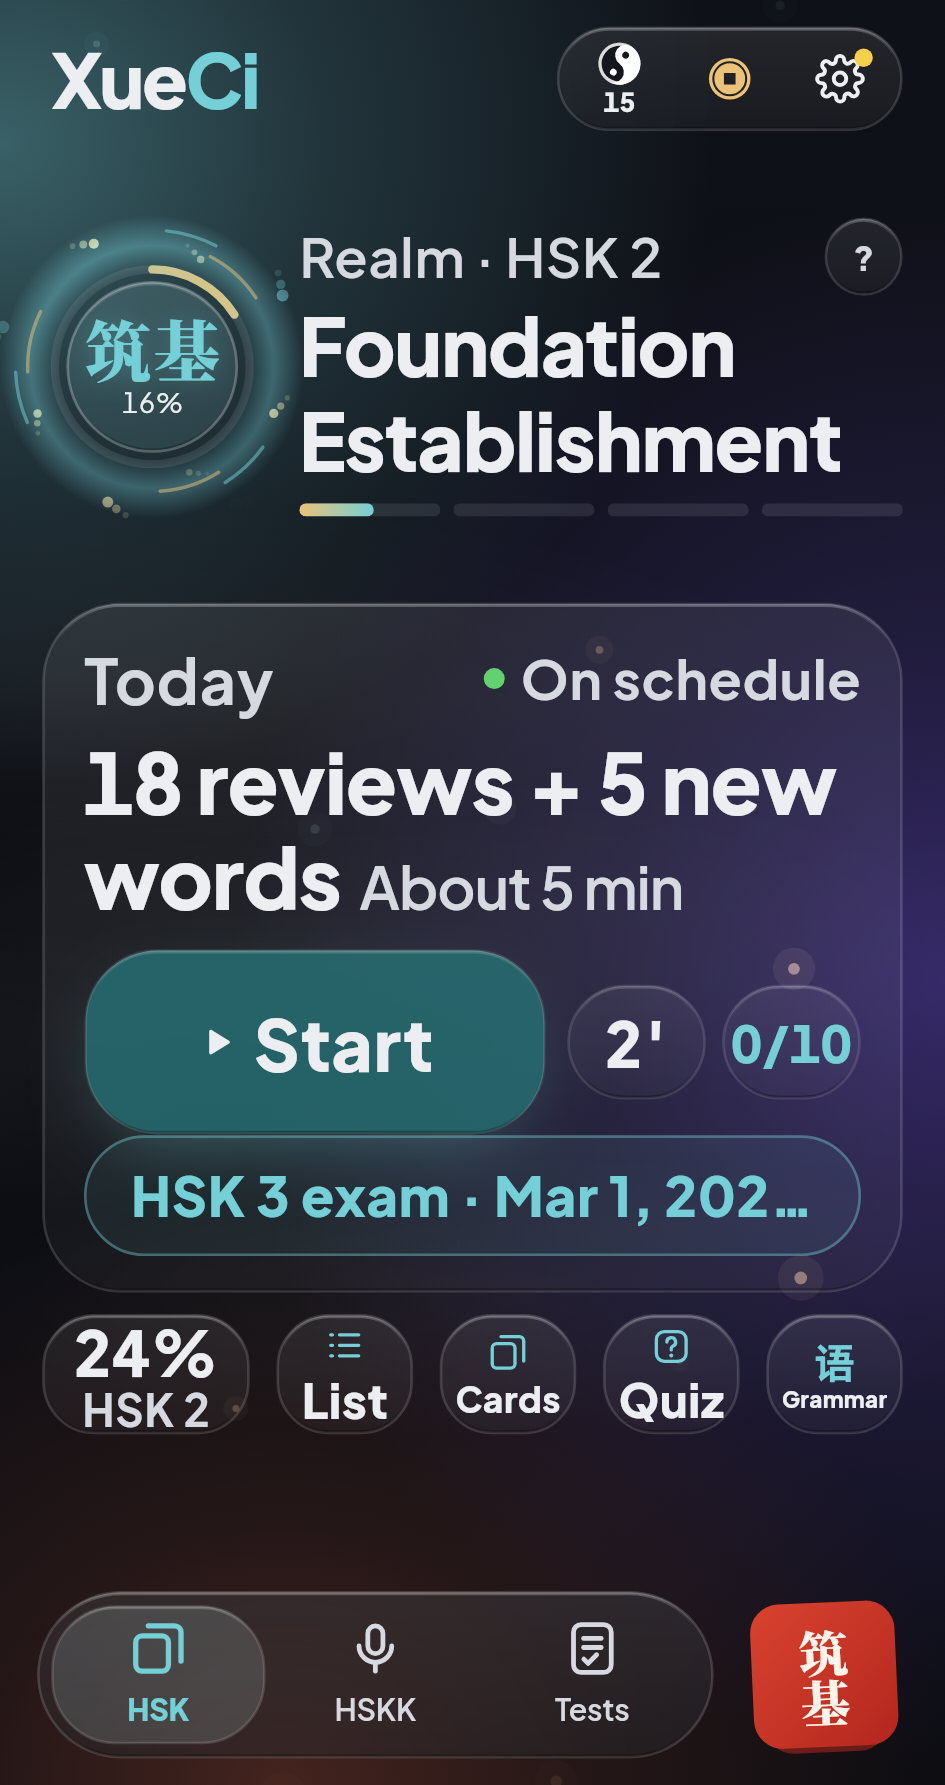 XueCi
15
Realm · HSK 2
?
Foundation
Establishment
筑基
16%
Today
On schedule
18 reviews + 5 new
words About 5 min
Start
2'
0/10
HSK 3 exam · Mar 1, 202...
24%
HSK 2
List
Cards
Quiz
语
Grammar
HSK
HSKK
Tests
筑
基